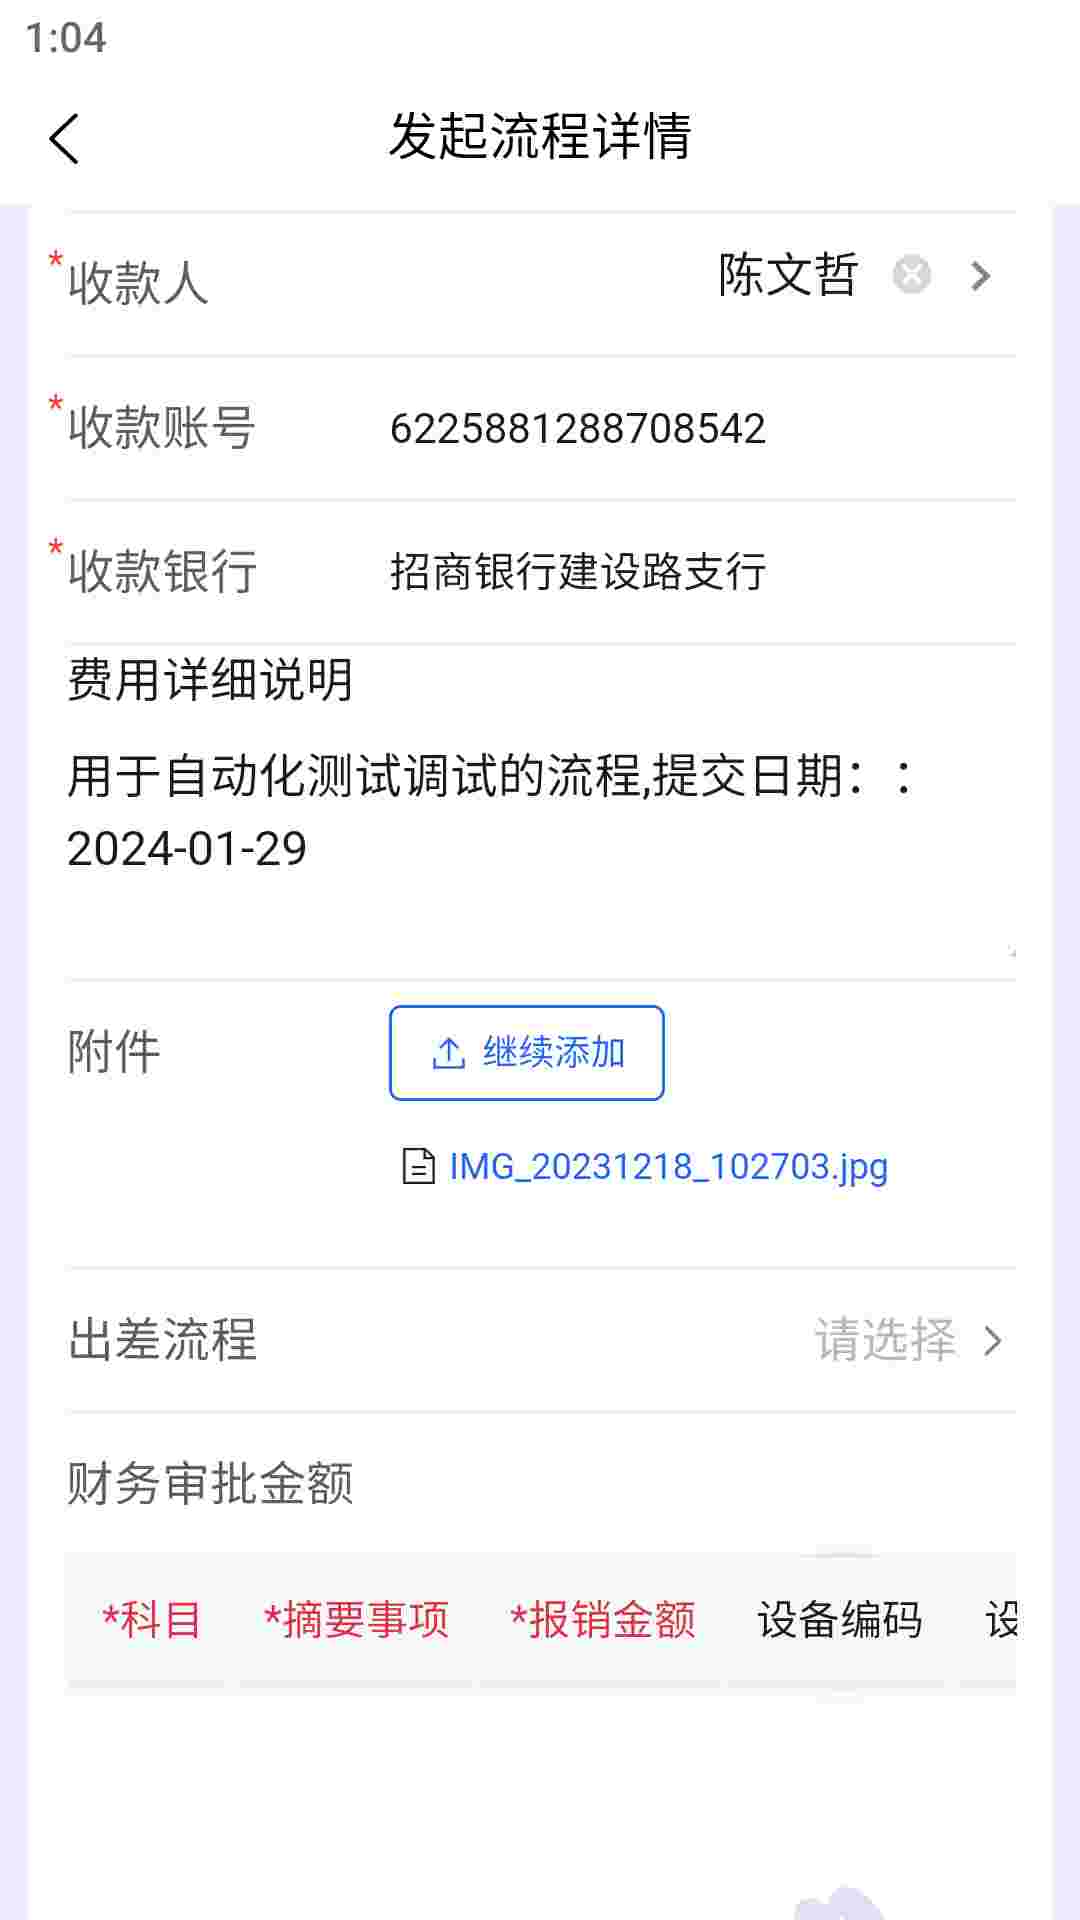 1:04
发起流程详情
*收款人 陈文哲
*收款账号 6225881288708542
*收款银行 招商银行建设路支行
费用详细说明
用于自动化测试调试的流程,提交日期：：
2024-01-29
附件 继续添加
IMG_20231218_102703.jpg
出差流程 请选择
财务审批金额
*科目 *摘要事项 *报销金额 设备编码 设